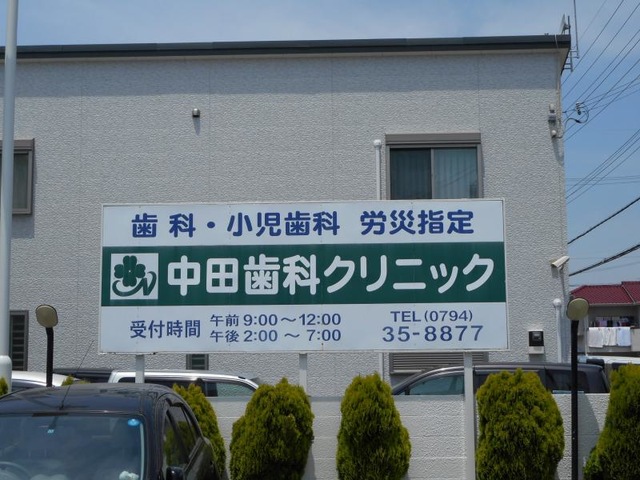 歯科・小児歯科 労災指定
中田歯科クリニック
受付時間 午前 9:00～12:00
午後 2:00～ 7:00
TEL(0794)
35-8877